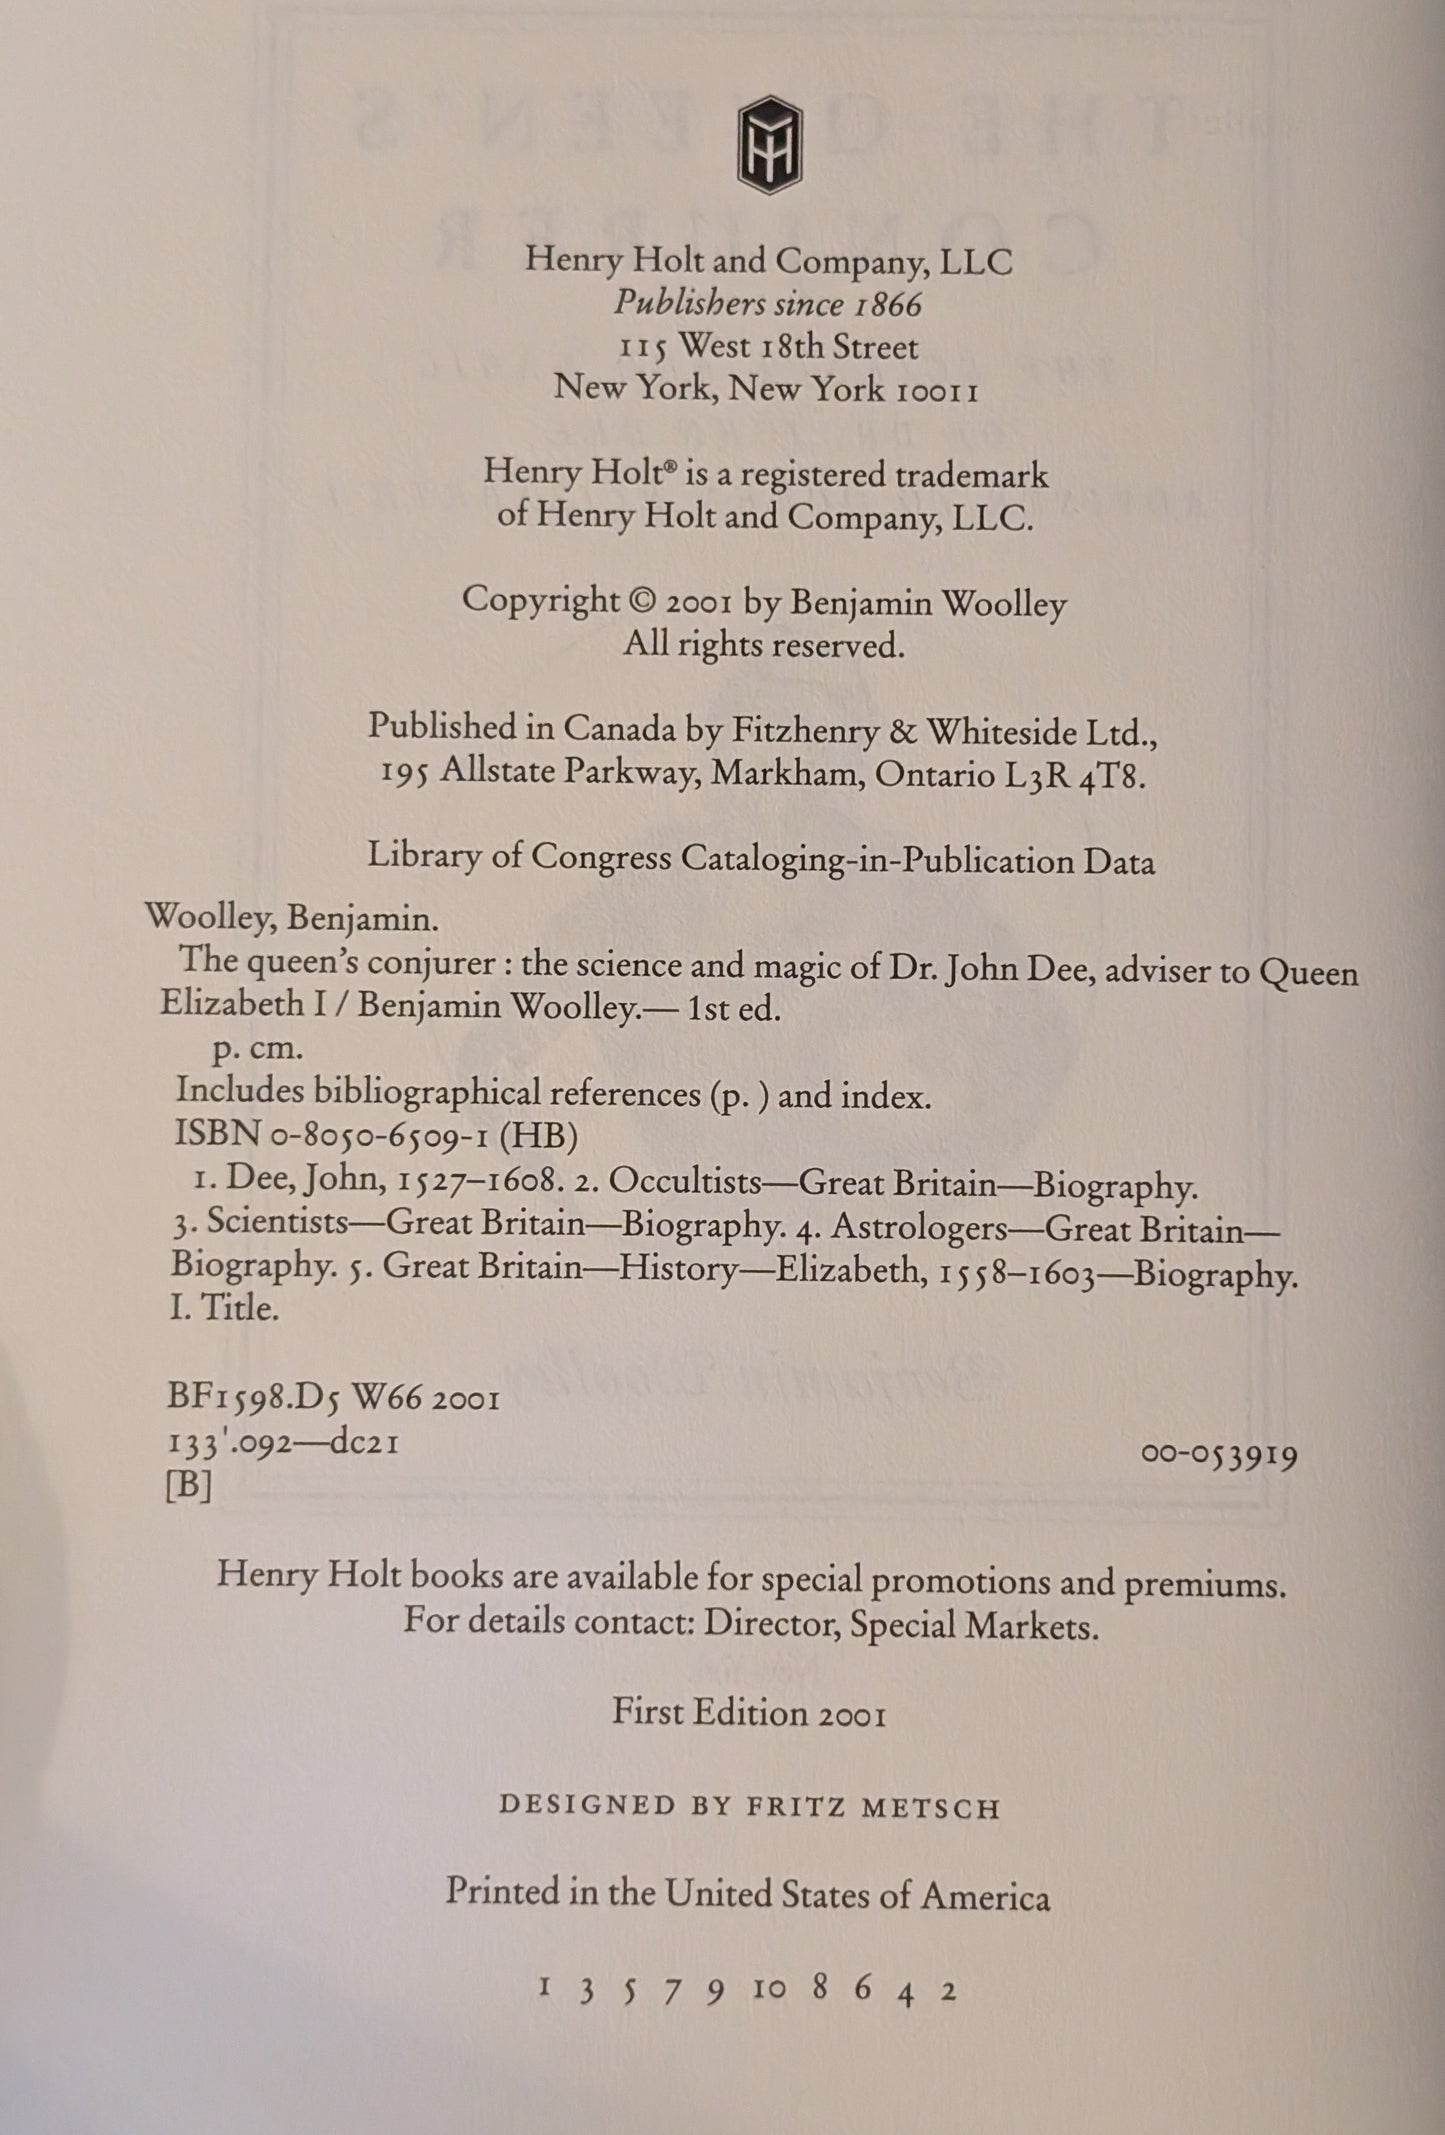 Henry Holt and Company, LLC
Publishers since 1866
115 West 18th Street
New York, New York 10011
Henry Holt® is a registered trademark
of Henry Holt and Company, LLC.
Copyright © 2001 by Benjamin Woolley
All rights reserved.
Published in Canada by Fitzhenry & Whiteside Ltd.,
195 Allstate Parkway, Markham, Ontario L3R 4T8.
Library of Congress Cataloging-in-Publication Data
Woolley, Benjamin.
The queen's conjurer : the science and magic of Dr. John Dee, adviser to Queen
Elizabeth I / Benjamin Woolley.— 1st ed.
p. cm.
Includes bibliographical references (p. ) and index.
ISBN 0-8050-6509-1 (HB)
1. Dee, John, 1527–1608. 2. Occultists—Great Britain—Biography.
3. Scientists—Great Britain—Biography. 4. Astrologers—Great Britain—
Biography. 5. Great Britain—History—Elizabeth, 1558–1603—Biography.
I. Title.
BF1598.D5 W66 2001
133'.092—dc21
00-053919
[B]
Henry Holt books are available for special promotions and premiums.
For details contact: Director, Special Markets.
First Edition 2001
DESIGNED BY FRITZ METSCH
Printed in the United States of America
1 3 5 7 9 10 8 6 4 2